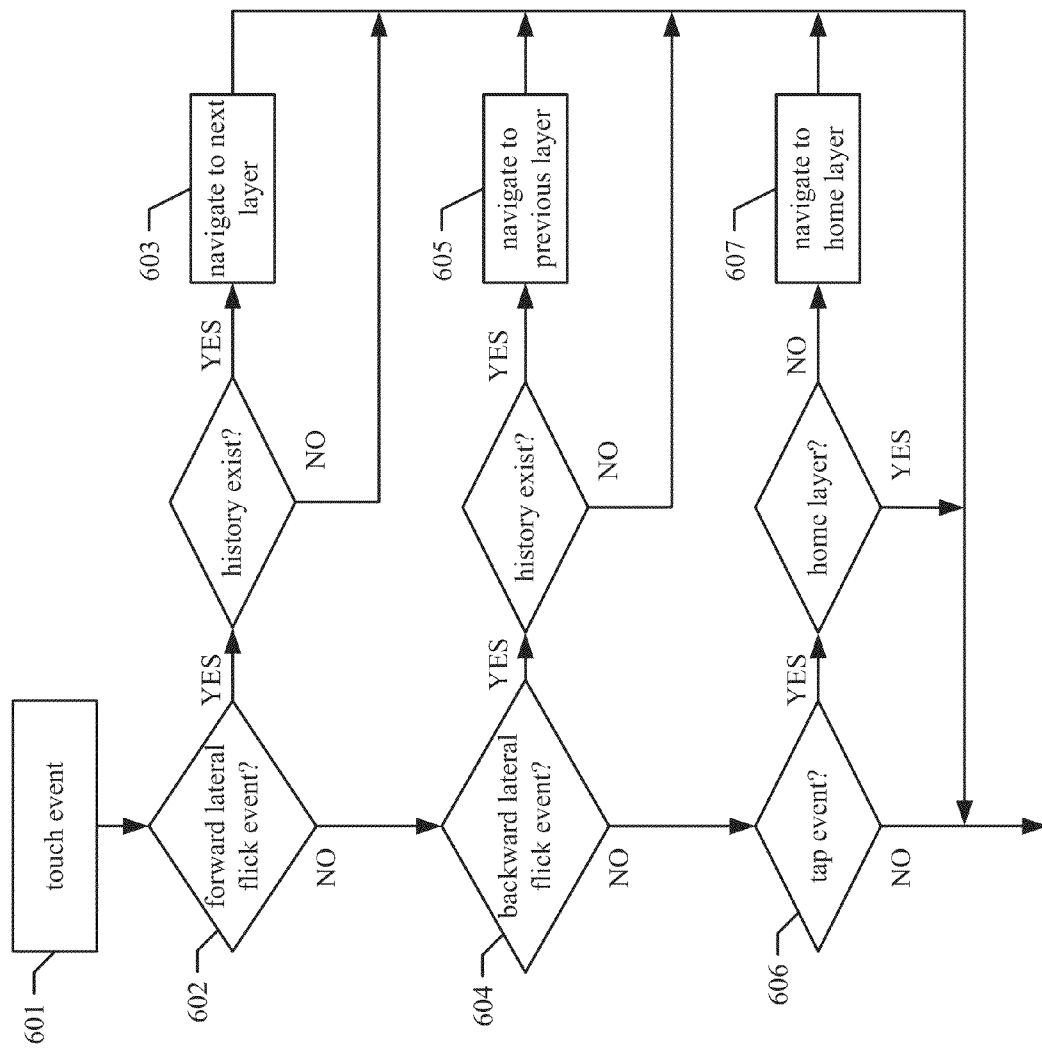 601
touch event
602
forward lateral
flick event?
YES
NO
history exist?
YES
NO
603
navigate to next
layer
604
backward lateral
flick event?
YES
NO
history exist?
YES
NO
605
navigate to
previous layer
606
tap event?
YES
NO
home layer?
NO
YES
607
navigate to
home layer